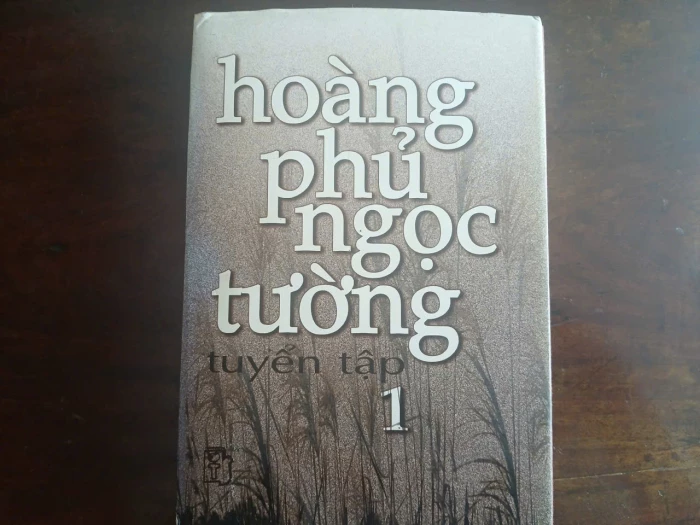 hoàng
phủ
ngọc
tường
tuyển tập
1